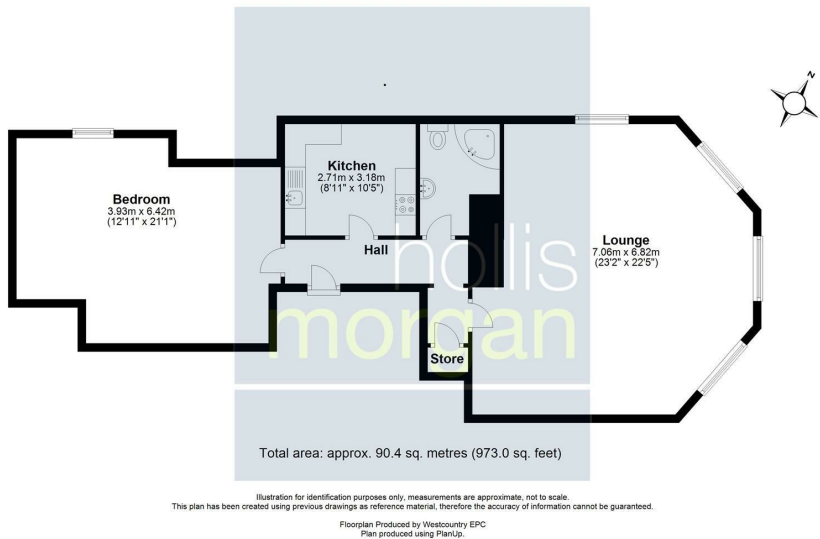 N
Kitchen
2.71m x 3.18m
(8'11" x 10'5")
Bedroom
3.93m x 6.42m
(12'11" x 21'1")
Hall
Lounge
7.06m x 6.82m
(23'2" x 22'5")
hollis
morgan
Store
Total area: approx. 90.4 sq. metres (973.0 sq. feet)
Illustration for identification purposes only, measurements are approximate, not to scale.
This plan has been created using previous drawings as reference material, therefore the accuracy of information cannot be guaranteed.
Floorplan Produced by Westcountry EPC
Plan produced using PlanUp.